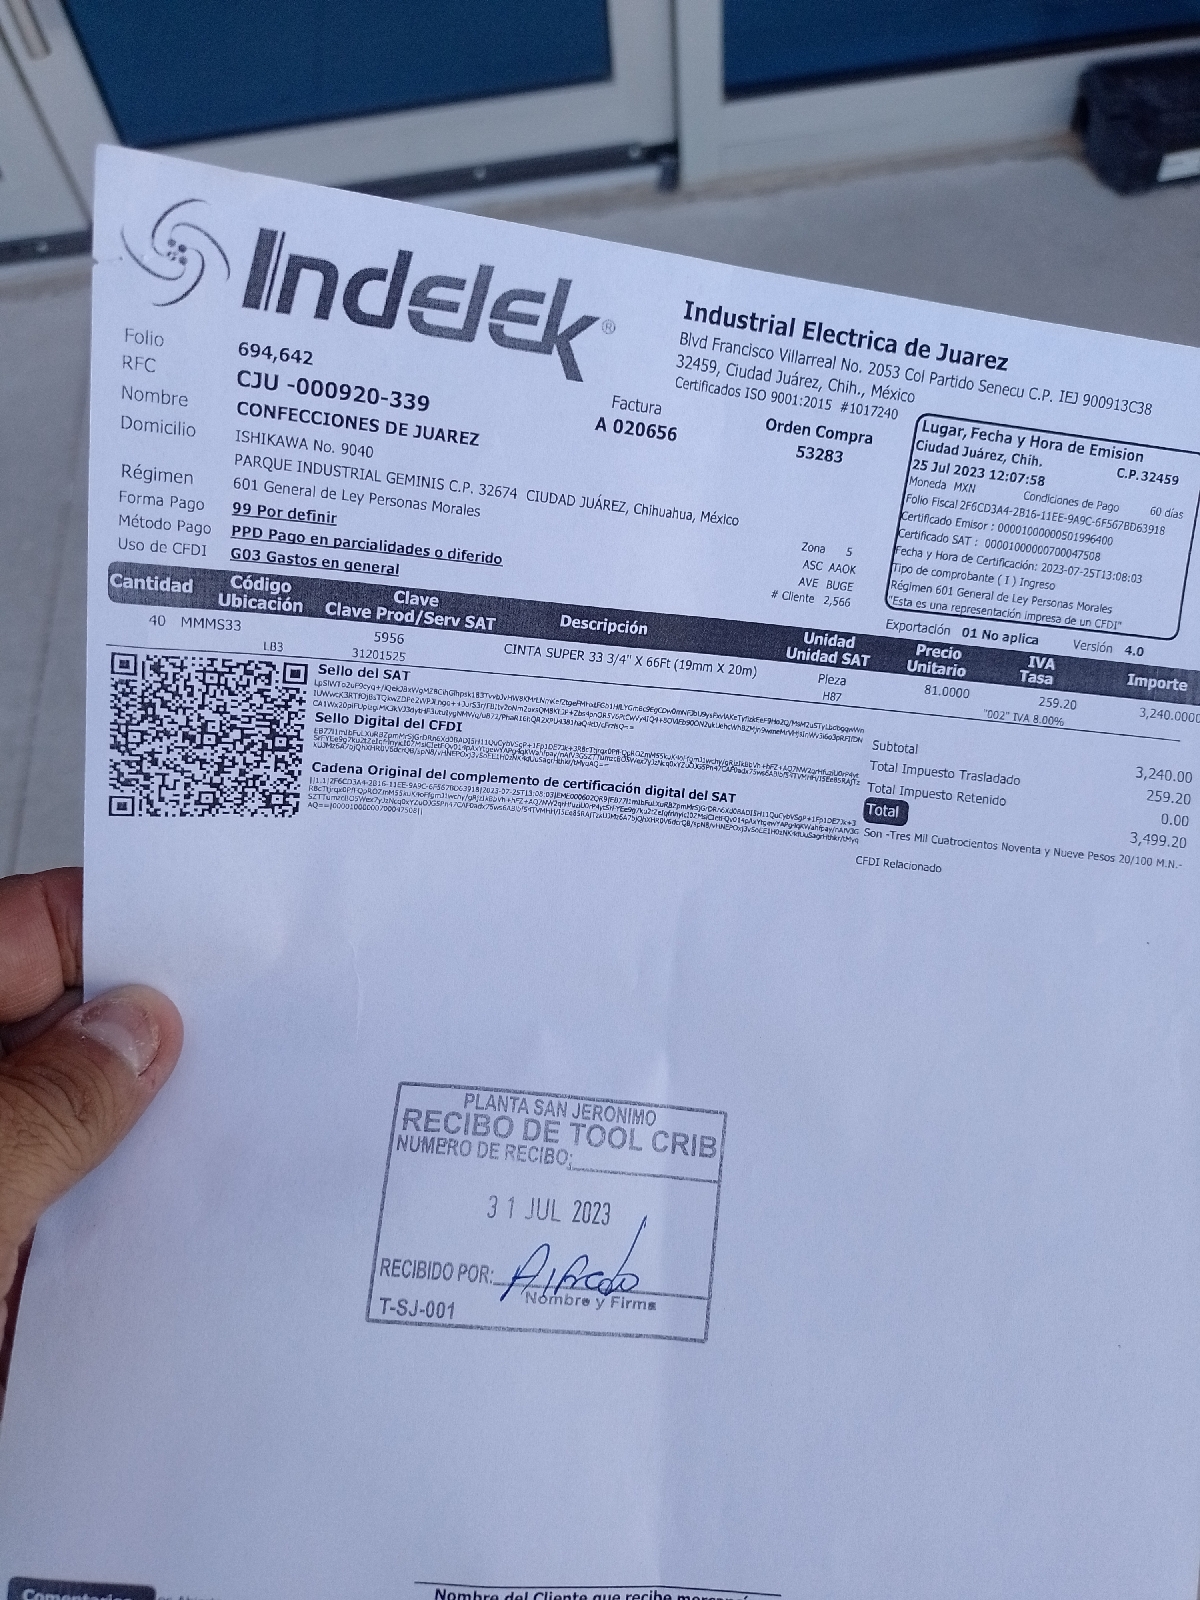 Indelek®
Industrial Electrica de Juarez
Blvd Francisco Villarreal No. 2053 Col Partido Senecu C.P. IEJ 900913C38
32459, Ciudad Juárez, Chih., México
Certificados ISO 9001:2015 #1017240
Folio 694,642
RFC CJU -000920-339
Nombre CONFECCIONES DE JUAREZ
Domicilio ISHIKAWA No. 9040
PARQUE INDUSTRIAL GEMINIS C.P. 32674 CIUDAD JUÁREZ, Chihuahua, México
Régimen 601 General de Ley Personas Morales
Forma Pago 99 Por definir
Método Pago PPD Pago en parcialidades o diferido
Uso de CFDI G03 Gastos en general
Factura
A 020656
Orden Compra
53283
Lugar, Fecha y Hora de Emision
Ciudad Juárez, Chih. C.P. 32459
25 Jul 2023 12:07:58
Moneda MXN Condiciones de Pago 60 días
Folio Fiscal 2F6CD3A4-2B16-11EE-9A9C-6F567BD63918
Certificado Emisor : 00001000000501996400
Certificado SAT : 00001000000700047508
Fecha y Hora de Certificación: 2023-07-25T13:08:03
Tipo de comprobante ( I ) Ingreso
Régimen 601 General de Ley Personas Morales
"Esta es una representación impresa de un CFDI"
Zona 5
ASC AAOK
AVE BUGE
# Cliente 2,566
Exportación 01 No aplica Versión 4.0
Cantidad Código Ubicación Clave Clave Prod/Serv SAT Descripción Unidad Unidad SAT Precio Unitario IVA Tasa Importe
40 MMMS33 5956 CINTA SUPER 33 3/4" X 66Ft (19mm X 20m) Pieza 81.0000 259.20 3,240.0000
LB3 31201525 H87 "002" IVA 8.00%
Sello del SAT
Sello Digital del CFDI
Cadena Original del complemento de certificación digital del SAT
Subtotal 3,240.00
Total Impuesto Trasladado 259.20
Total Impuesto Retenido 0.00
Total 3,499.20
Son -Tres Mil Cuatrocientos Noventa y Nueve Pesos 20/100 M.N.-
CFDI Relacionado
PLANTA SAN JERONIMO
RECIBO DE TOOL CRIB
NUMERO DE RECIBO:
31 JUL 2023
RECIBIDO POR: Alfredo
Nombre y Firma
T-SJ-001
Comentarios
Nombre del Cliente que recibe